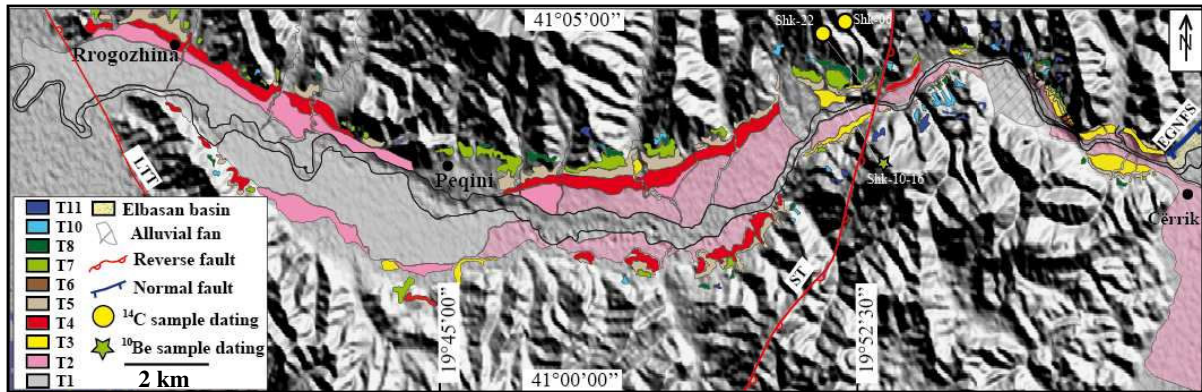 41°05'00''
Shk-22
Shk-06
N
Rrogozhina
LTT
Peqini
EGNFS
Shk-10-16
Cërrik
ST
T11
T10
T8
T7
T6
T5
T4
T3
T2
T1
Elbasan basin
Alluvial fan
Reverse fault
Normal fault
14C sample dating
10Be sample dating
2 km
19°45'00''
41°00'00''
19°52'30''